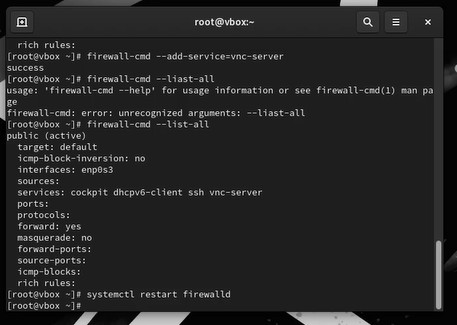 root@vbox:~
rich rules:
[root@vbox ~]# firewall-cmd --add-service=vnc-server
success
[root@vbox ~]# firewall-cmd --liast-all
usage: 'firewall-cmd --help' for usage information or see firewall-cmd(1) man pa
ge
firewall-cmd: error: unrecognized arguments: --liast-all
[root@vbox ~]# firewall-cmd --list-all
public (active)
  target: default
  icmp-block-inversion: no
  interfaces: enp0s3
  sources:
  services: cockpit dhcpv6-client ssh vnc-server
  ports:
  protocols:
  forward: yes
  masquerade: no
  forward-ports:
  source-ports:
  icmp-blocks:
  rich rules:
[root@vbox ~]# systemctl restart firewalld
[root@vbox ~]#